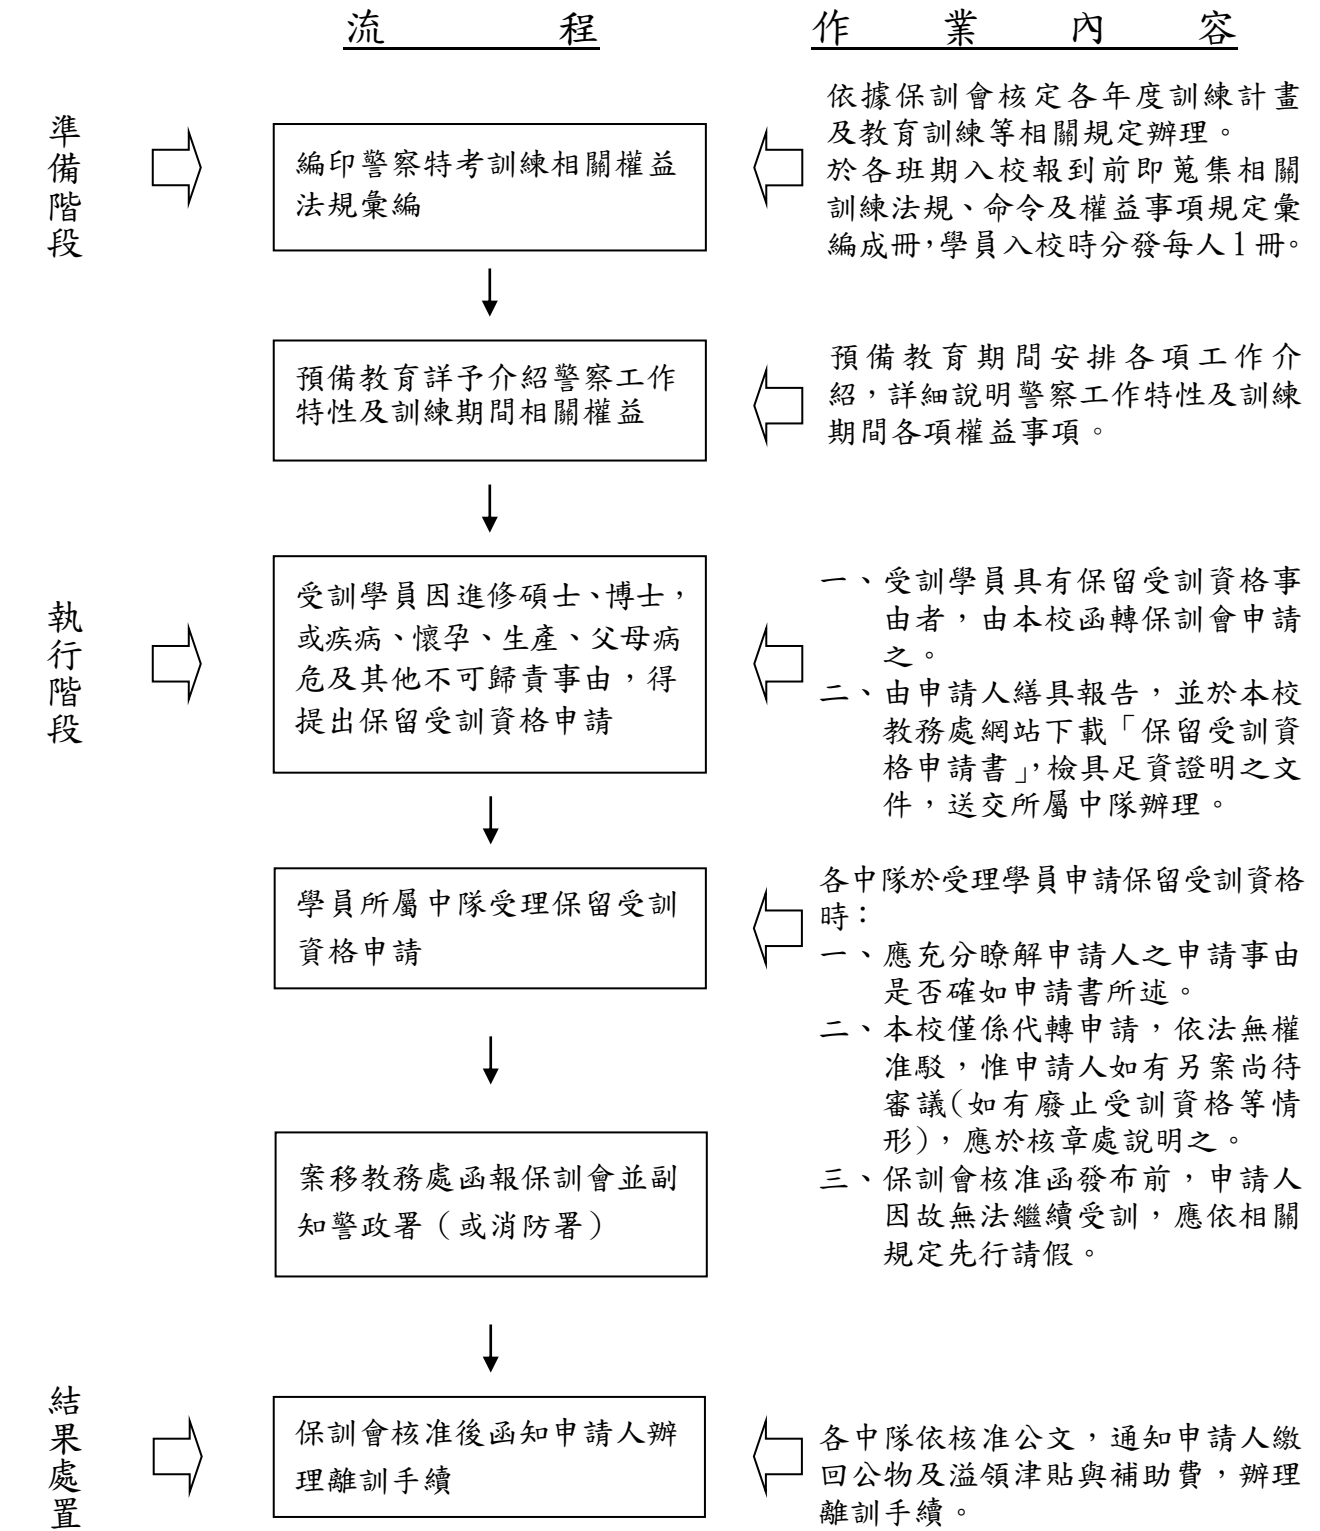 流程
作業內容
準備階段
編印警察特考訓練相關權益
法規彙編
依據保訓會核定各年度訓練計畫
及教育訓練等相關規定辦理。
於各班期入校報到前即蒐集相關
訓練法規、命令及權益事項規定彙
編成冊，學員入校時分發每人1冊。
預備教育詳予介紹警察工作
特性及訓練期間相關權益
預備教育期間安排各項工作介
紹，詳細說明警察工作特性及訓練
期間各項權益事項。
執行階段
受訓學員因進修碩士、博士，
或疾病、懷孕、生產、父母病
危及其他不可歸責事由，得
提出保留受訓資格申請
一、受訓學員具有保留受訓資格事
由者，由本校函轉保訓會申請
之。
二、由申請人繕具報告，並於本校
教務處網站下載「保留受訓資
格申請書」，檢具足資證明之文
件，送交所屬中隊辦理。
學員所屬中隊受理保留受訓
資格申請
各中隊於受理學員申請保留受訓資格
時：
一、應充分瞭解申請人之申請事由
是否確如申請書所述。
二、本校僅係代轉申請，依法無權
准駁，惟申請人如有另案尚待
審議(如有廢止受訓資格等情
形)，應於核章處說明之。
三、保訓會核准函發布前，申請人
因故無法繼續受訓，應依相關
規定先行請假。
案移教務處函報保訓會並副
知警政署（或消防署）
結果處置
保訓會核准後函知申請人辦
理離訓手續
各中隊依核准公文，通知申請人繳
回公物及溢領津貼與補助費，辦理
離訓手續。